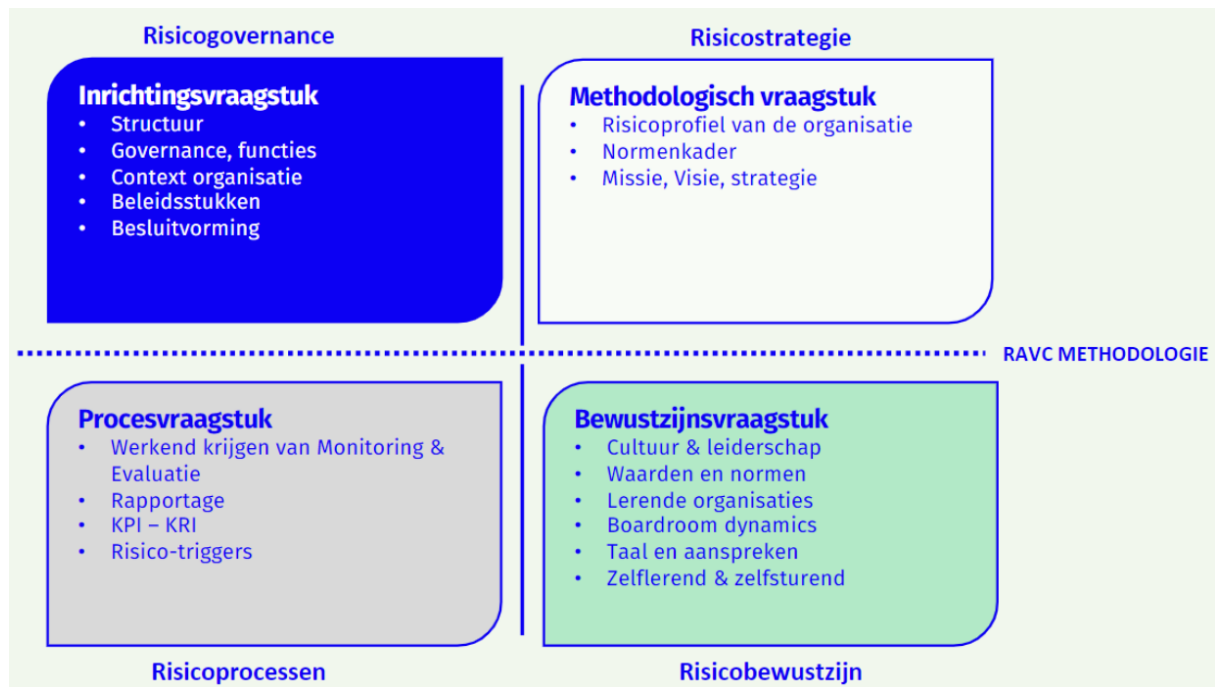 Risicogovernance
Risicostrategie
Inrichtingsvraagstuk
• Structuur
• Governance, functies
• Context organisatie
• Beleidsstukken
• Besluitvorming
Methodologisch vraagstuk
• Risicoprofiel van de organisatie
• Normenkader
• Missie, Visie, strategie
RAVC METHODOLOGIE
Procesvraagstuk
• Werkend krijgen van Monitoring &
Evaluatie
• Rapportage
• KPI – KRI
• Risico-triggers
Bewustzijnsvraagstuk
• Cultuur & leiderschap
• Waarden en normen
• Lerende organisaties
• Boardroom dynamics
• Taal en aanspreken
• Zelflerend & zelfsturend
Risicoprocessen
Risicobewustzijn